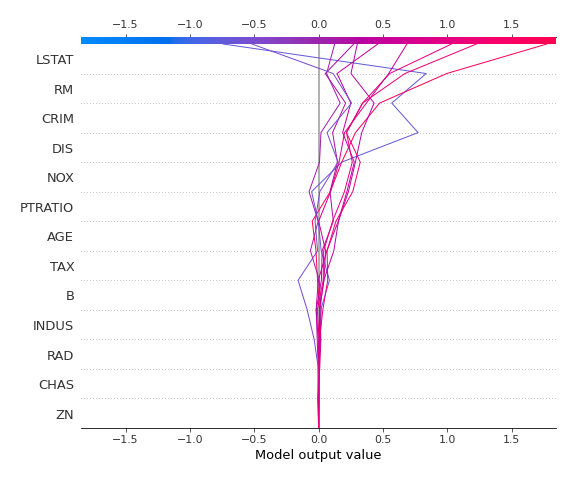 −1.5 −1.0 −0.5 0.0 0.5 1.0 1.5
LSTAT
RM
CRIM
DIS
NOX
PTRATIO
AGE
TAX
B
INDUS
RAD
CHAS
ZN
−1.5 −1.0 −0.5 0.0 0.5 1.0 1.5
Model output value